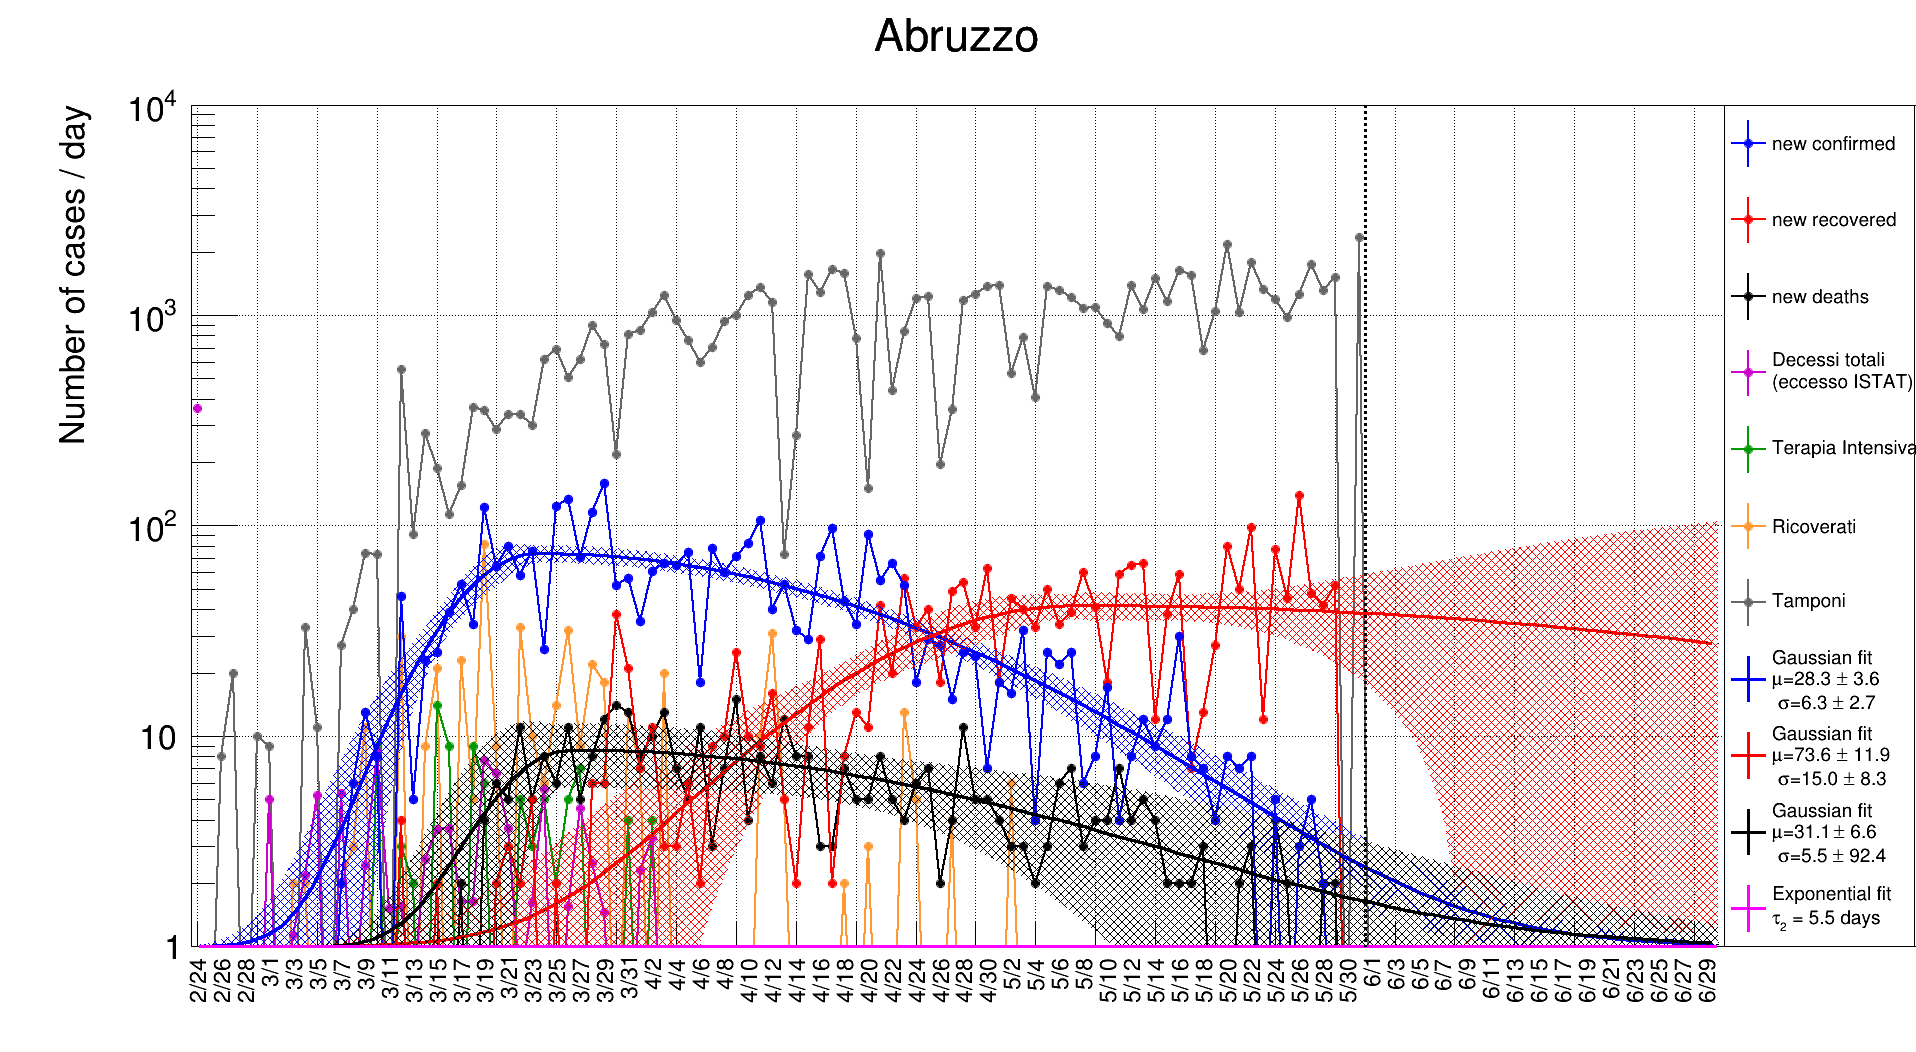 Abruzzo
Number of cases / day
10⁴
10³
10²
10
1
2/24 2/26 2/28 3/1 3/3 3/5 3/7 3/9 3/11 3/13 3/15 3/17 3/19 3/21 3/23 3/25 3/27 3/29 3/31 4/2 4/4 4/6 4/8 4/10 4/12 4/14 4/16 4/18 4/20 4/22 4/24 4/26 4/28 4/30 5/2 5/4 5/6 5/8 5/10 5/12 5/14 5/16 5/18 5/20 5/22 5/24 5/26 5/28 5/30 6/1 6/3 6/5 6/7 6/9 6/11 6/13 6/15 6/17 6/19 6/21 6/23 6/25 6/27 6/29
new confirmed
new recovered
new deaths
Decessi totali
(eccesso ISTAT)
Terapia Intensiva
Ricoverati
Tamponi
Gaussian fit
μ=28.3 ± 3.6
σ=6.3 ± 2.7
Gaussian fit
μ=73.6 ± 11.9
σ=15.0 ± 8.3
Gaussian fit
μ=31.1 ± 6.6
σ=5.5 ± 92.4
Exponential fit
τ₂ = 5.5 days